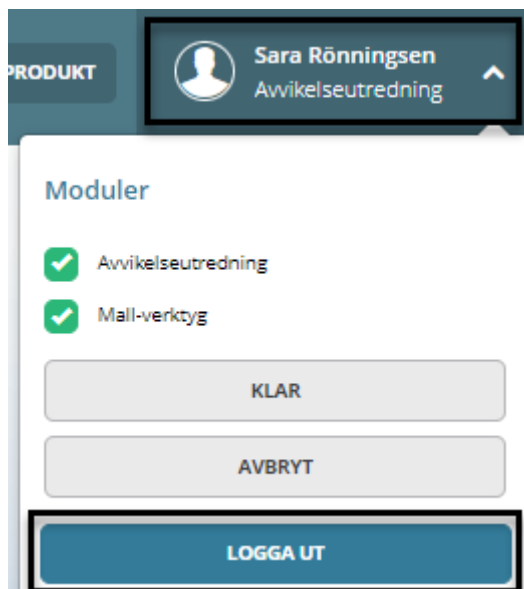 PRODUKT
Sara Rönningsen
Avvikelseutredning
Moduler
Avvikelseutredning
Mall-verktyg
KLAR
AVBRYT
LOGGA UT